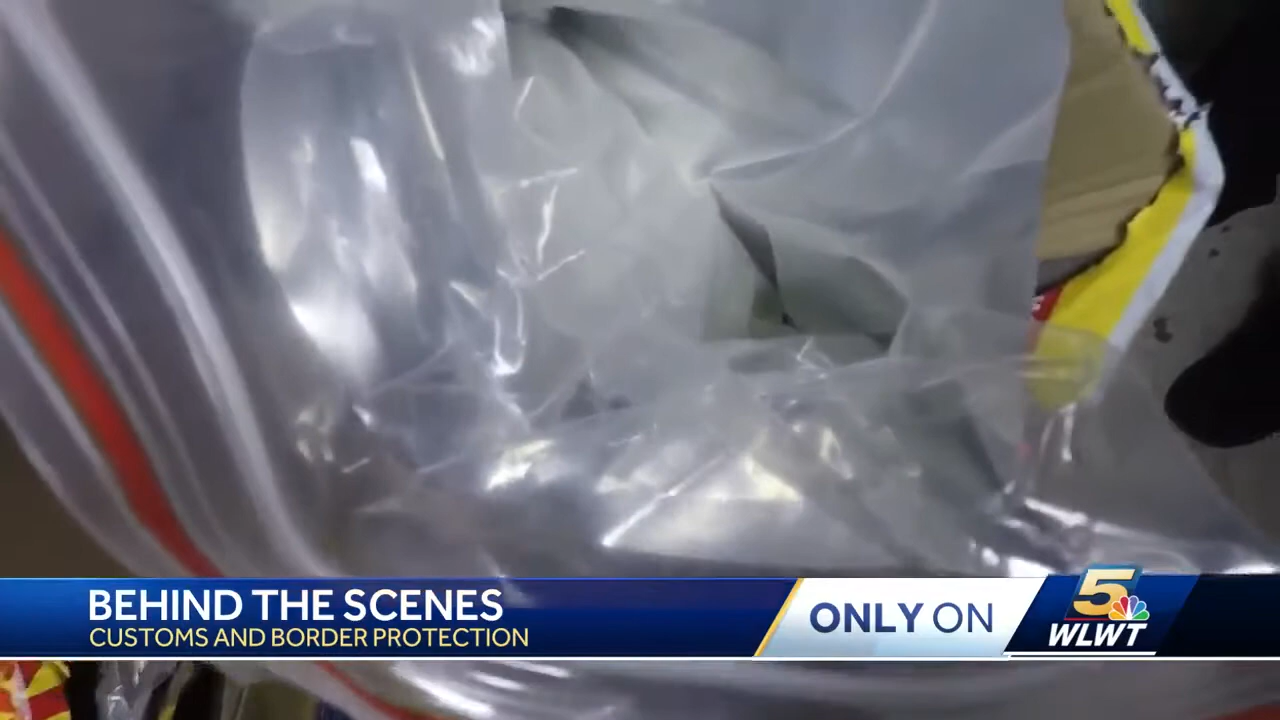 BEHIND THE SCENES
CUSTOMS AND BORDER PROTECTION
ONLY ON
5
WLWT